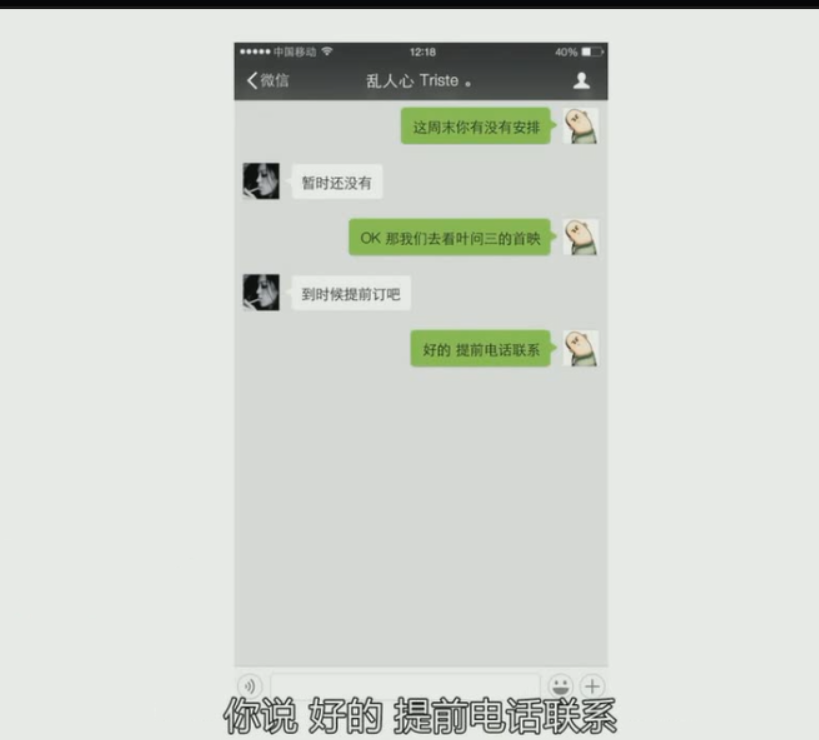 中国移动 12:18 40%
微信 乱人心 Triste 。
这周末你有没有安排
暂时还没有
OK 那我们去看叶问三的首映
到时候提前订吧
好的 提前电话联系
你说 好的 提前电话联系